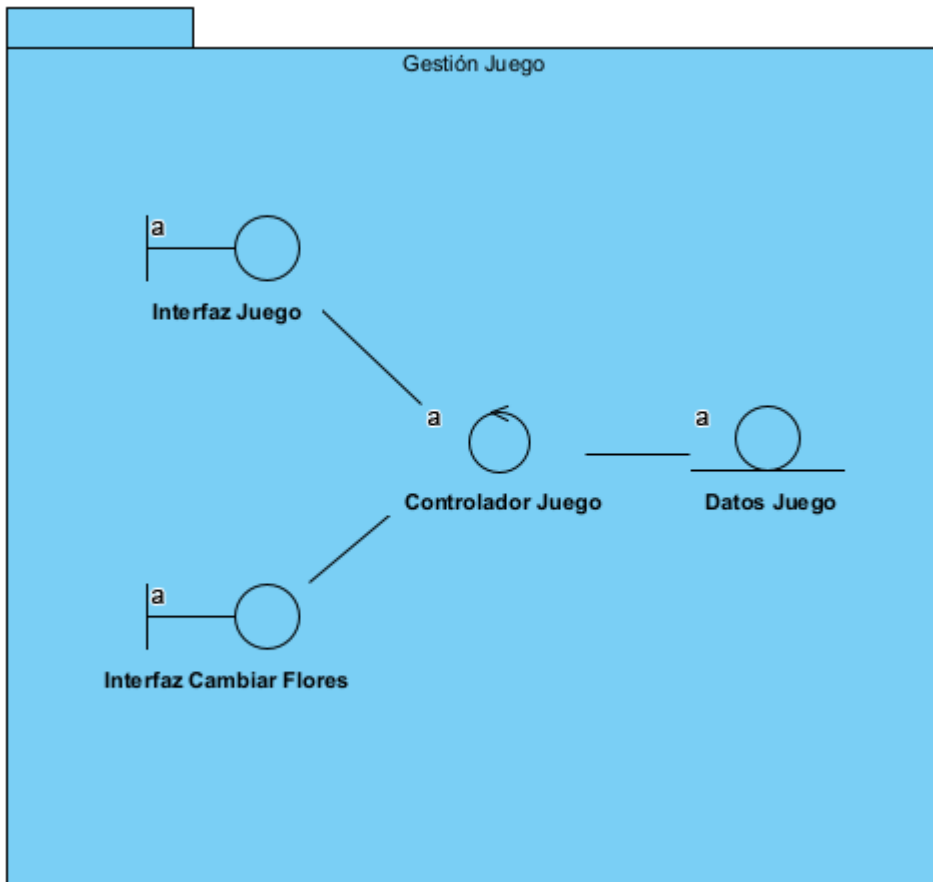 Gestión Juego
a
Interfaz Juego
a
Controlador Juego
a
Datos Juego
a
Interfaz Cambiar Flores